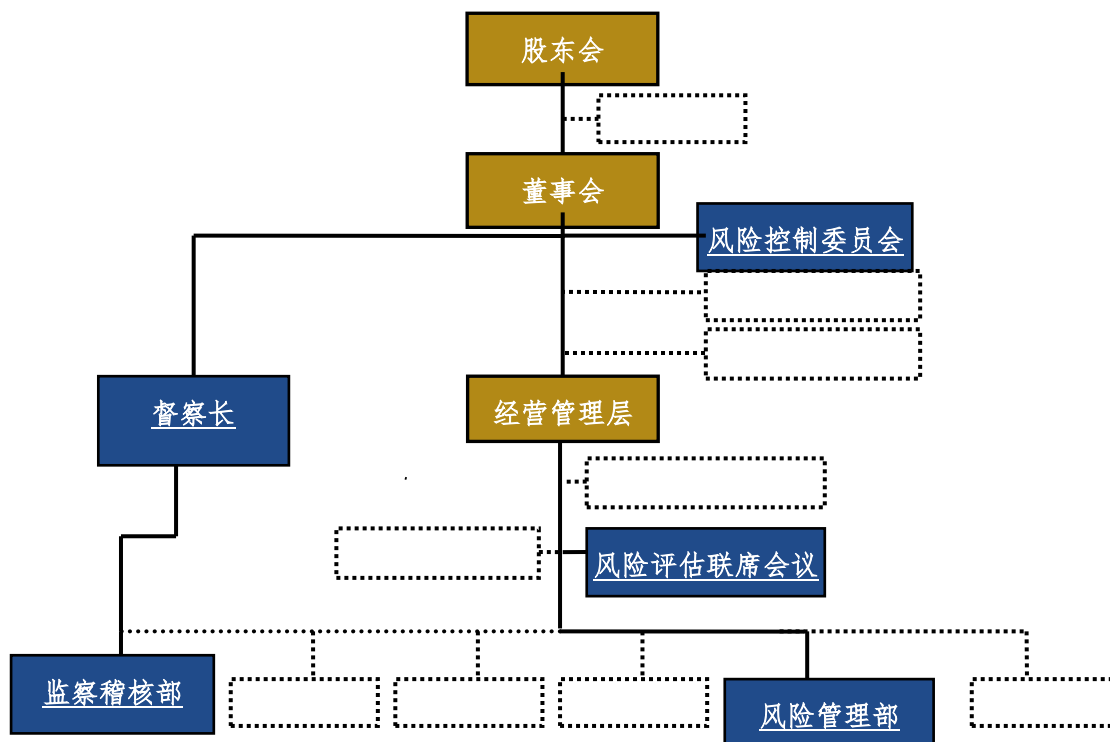 股东会
董事会
风险控制委员会
督察长
经营管理层
风险评估联席会议
监察稽核部
风险管理部